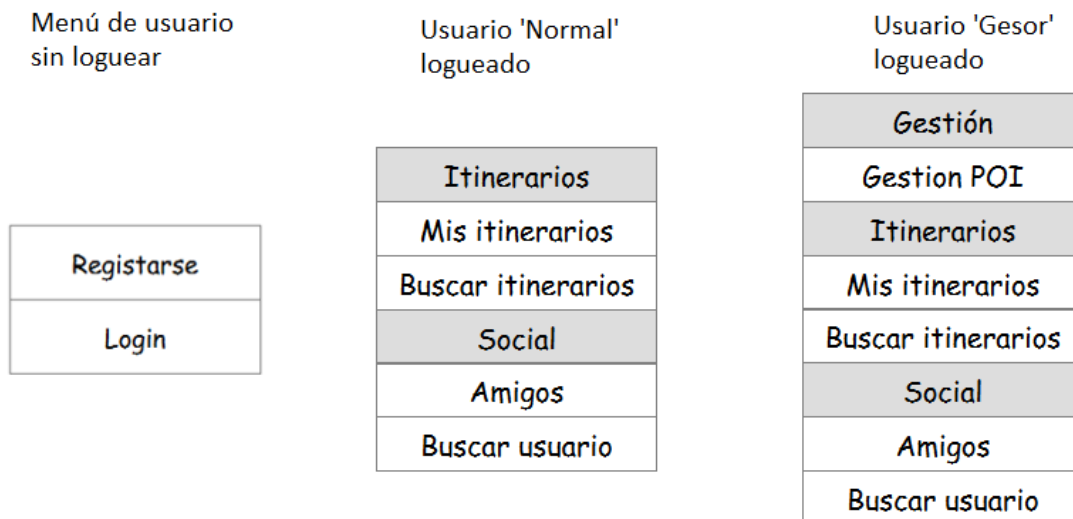 Menú de usuario
sin loguear
Registarse
Login
Usuario 'Normal'
logueado
Itinerarios
Mis itinerarios
Buscar itinerarios
Social
Amigos
Buscar usuario
Usuario 'Gesor'
logueado
Gestión
Gestion POI
Itinerarios
Mis itinerarios
Buscar itinerarios
Social
Amigos
Buscar usuario